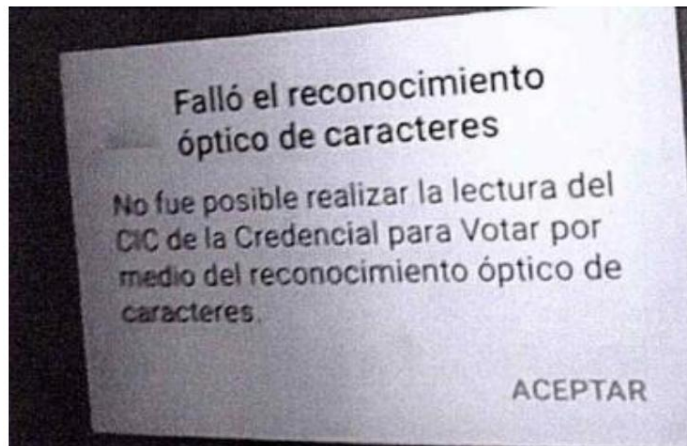 Falló el reconocimiento
óptico de caracteres
No fue posible realizar la lectura del
CIC de la Credencial para Votar por
medio del reconocimiento óptico de
caracteres.
ACEPTAR